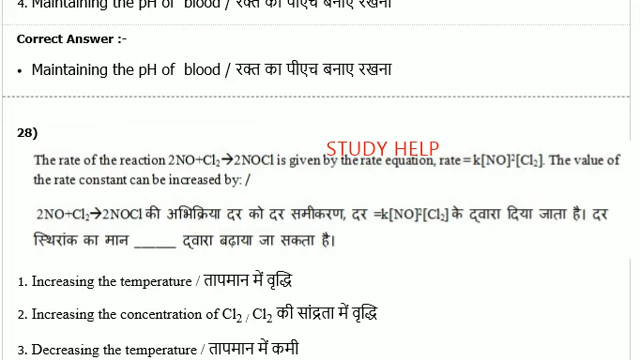 4. Maintaining the pH of blood / रक्त का पीएच बनाए रखना
Correct Answer :-
• Maintaining the pH of blood / रक्त का पीएच बनाए रखना
28)
STUDY HELP
The rate of the reaction 2NO+Cl₂→2NOCl is given by the rate equation, rate = k[NO]²[Cl₂]. The value of
the rate constant can be increased by: /
2NO+Cl₂→2NOCl की अभिक्रिया दर को दर समीकरण, दर =k[NO]²[Cl₂] के द्वारा दिया जाता है। दर
स्थिरांक का मान ______ द्वारा बढ़ाया जा सकता है।
1. Increasing the temperature / तापमान में वृद्धि
2. Increasing the concentration of Cl₂ / Cl₂ की सांद्रता में वृद्धि
3. Decreasing the temperature / तापमान में कमी